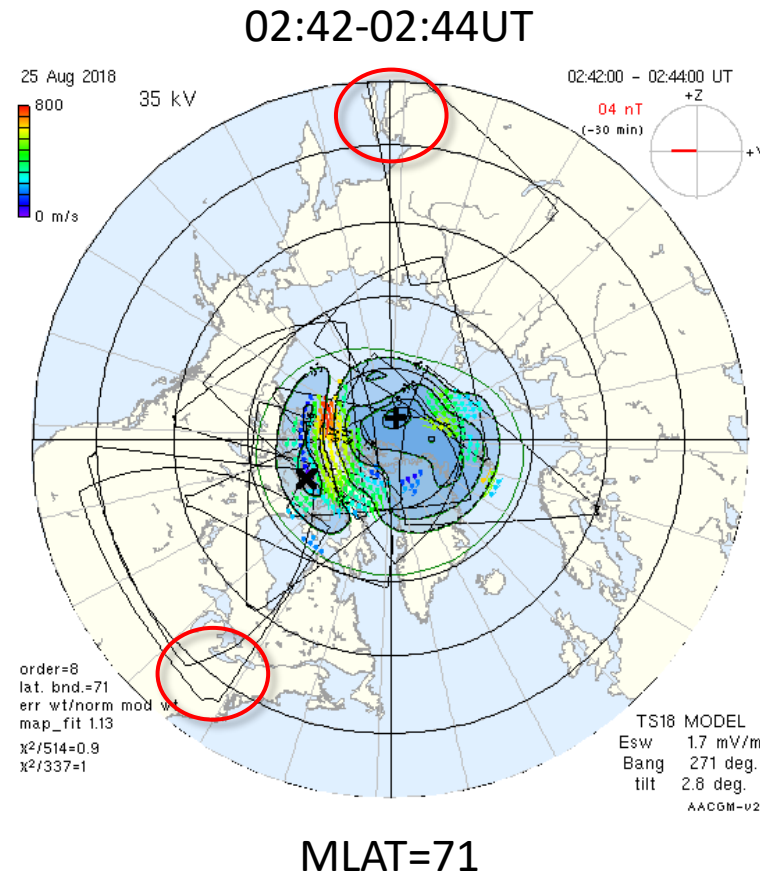 02:42-02:44UT
25 Aug 2018
800
0 m/s
35 kV
02:42:00 - 02:44:00 UT
+Z
04 nT
(-30 min)
+Y
order=8
lat. bnd.=71
err wt/norm mod wt
map_fit 1.13
χ²/514=0.9
χ²/337=1
TS18 MODEL
Esw 1.7 mV/m
Bang 271 deg.
tilt 2.8 deg.
AACGM-v2
MLAT=71